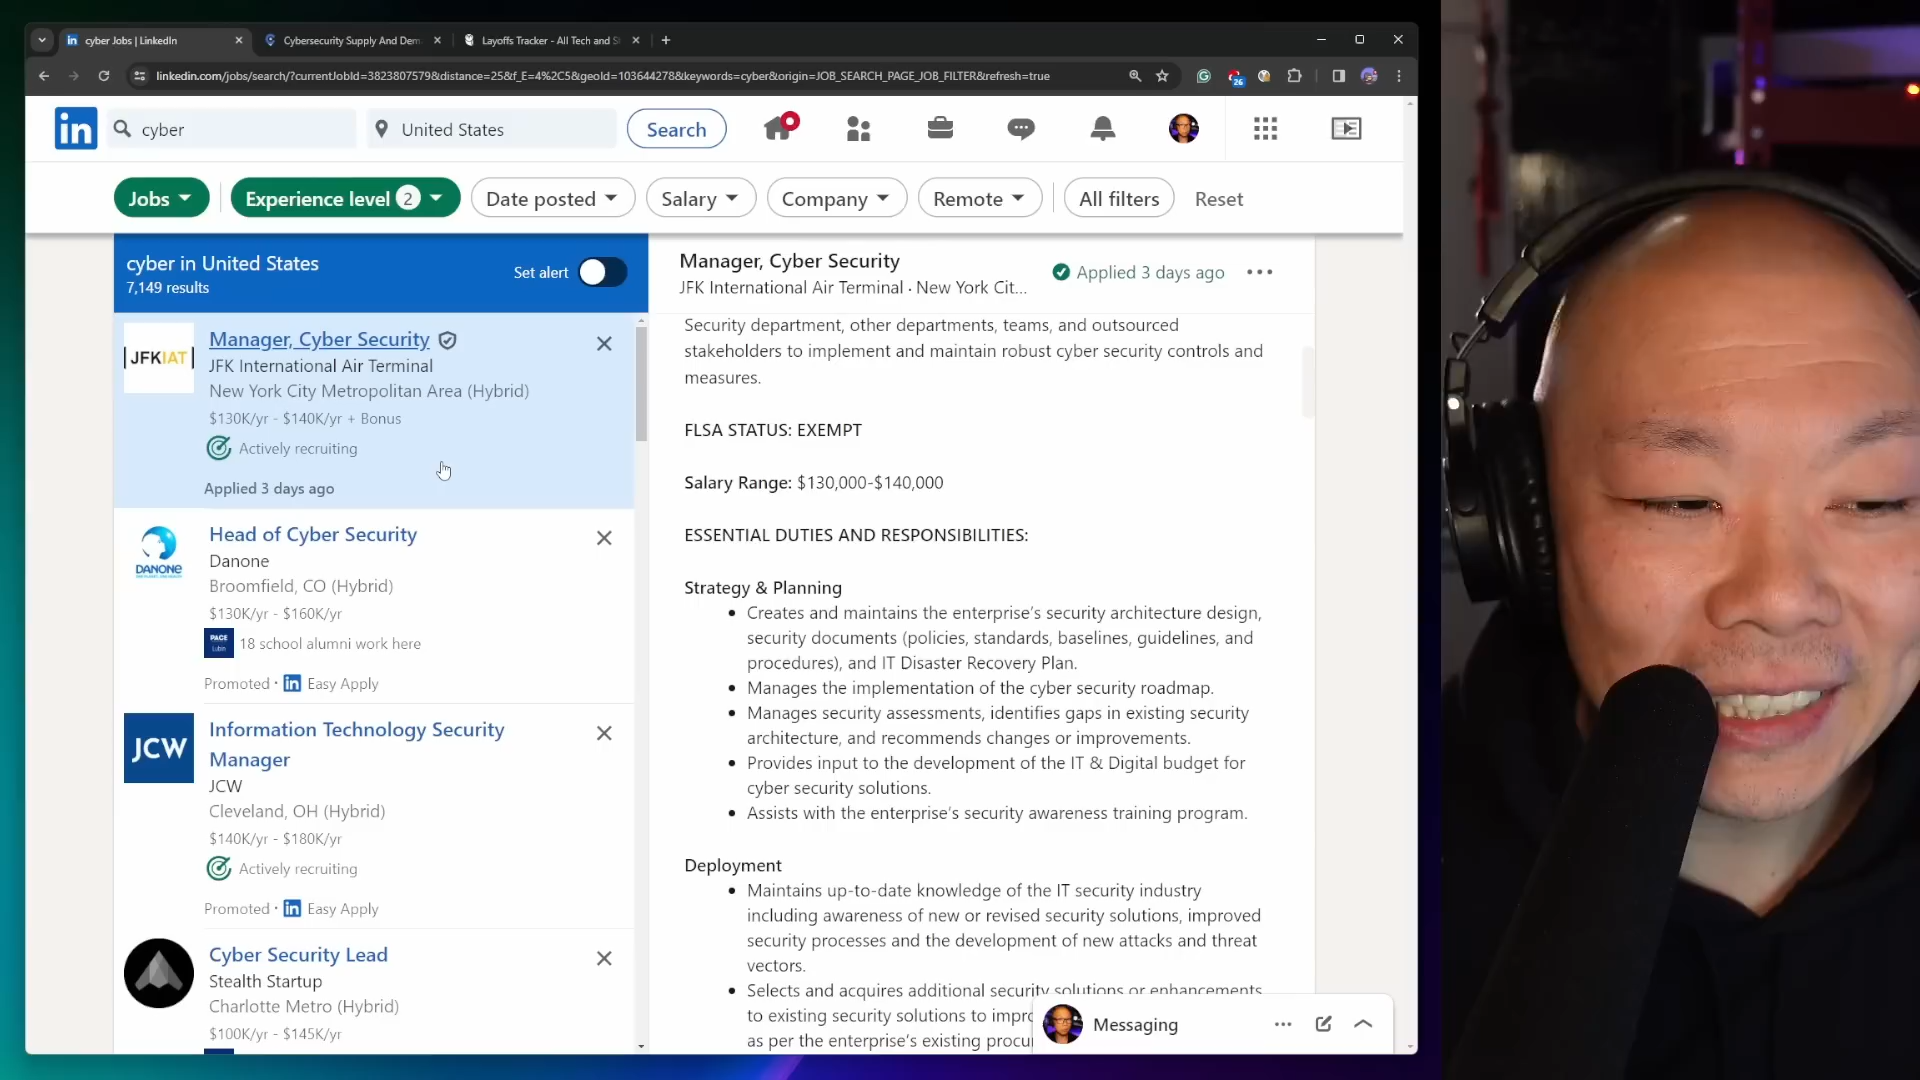 cyber Jobs | LinkedIn
Cybersecurity Supply And Dem
Layoffs Tracker - All Tech and S
linkedin.com/jobs/search/?currentJobId=3823807579&distance=25&f_E=4%2C5&geoId=103644278&keywords=cyber&origin=JOB_SEARCH_PAGE_JOB_FILTER&refresh=true
26
in
cyber
United States
Search
Jobs
Experience level 2
Date posted
Salary
Company
Remote
All filters
Reset
cyber in United States
7,149 results
Set alert
JFKIAT
Manager, Cyber Security
JFK International Air Terminal
New York City Metropolitan Area (Hybrid)
$130K/yr - $140K/yr + Bonus
Actively recruiting
Applied 3 days ago
DANONE
Head of Cyber Security
Danone
Broomfield, CO (Hybrid)
$130K/yr - $160K/yr
PACE
Lubin
18 school alumni work here
Promoted · in Easy Apply
JCW
Information Technology Security
Manager
JCW
Cleveland, OH (Hybrid)
$140K/yr - $180K/yr
Actively recruiting
Promoted · in Easy Apply
Cyber Security Lead
Stealth Startup
Charlotte Metro (Hybrid)
$100K/yr - $145K/yr
Manager, Cyber Security
JFK International Air Terminal · New York Cit...
Applied 3 days ago
Security department, other departments, teams, and outsourced
stakeholders to implement and maintain robust cyber security controls and
measures.
FLSA STATUS: EXEMPT
Salary Range: $130,000-$140,000
ESSENTIAL DUTIES AND RESPONSIBILITIES:
Strategy & Planning
• Creates and maintains the enterprise's security architecture design,
security documents (policies, standards, baselines, guidelines, and
procedures), and IT Disaster Recovery Plan.
• Manages the implementation of the cyber security roadmap.
• Manages security assessments, identifies gaps in existing security
architecture, and recommends changes or improvements.
• Provides input to the development of the IT & Digital budget for
cyber security solutions.
• Assists with the enterprise's security awareness training program.
Deployment
• Maintains up-to-date knowledge of the IT security industry
including awareness of new or revised security solutions, improved
security processes and the development of new attacks and threat
vectors.
• Selects and acquires additional security solutions or enhancements
to existing security solutions to impro
as per the enterprise's existing procu
Messaging